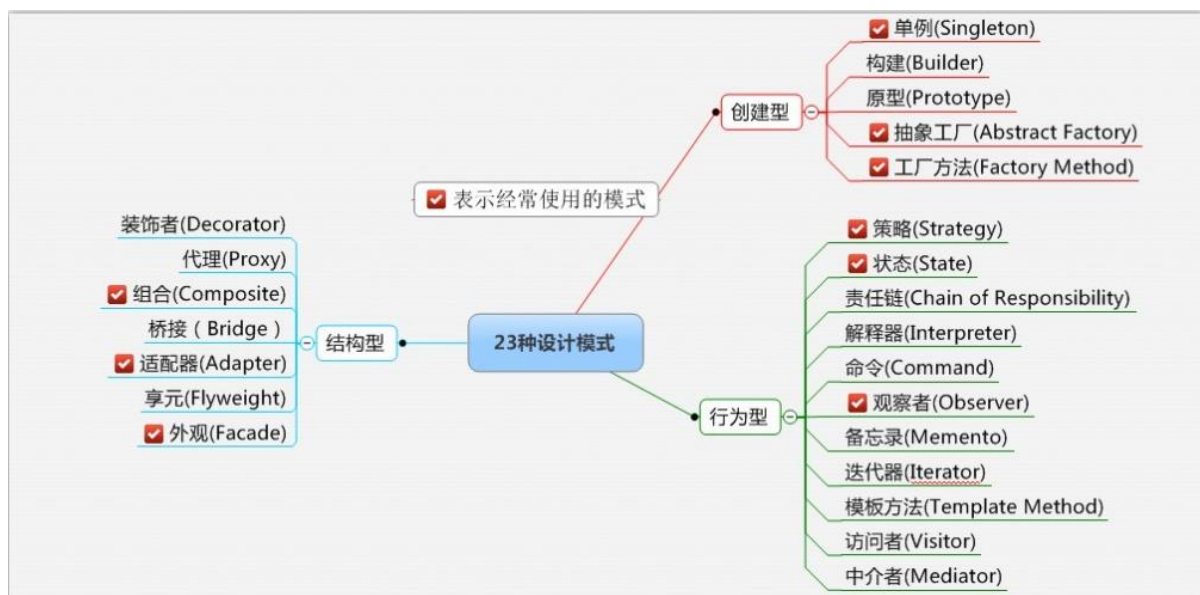 单例(Singleton)
构建(Builder)
创建型
原型(Prototype)
抽象工厂(Abstract Factory)
工厂方法(Factory Method)
表示经常使用的模式
装饰者(Decorator)
代理(Proxy)
组合(Composite)
桥接（Bridge）
结构型
适配器(Adapter)
享元(Flyweight)
外观(Facade)
23种设计模式
策略(Strategy)
状态(State)
责任链(Chain of Responsibility)
解释器(Interpreter)
命令(Command)
行为型
观察者(Observer)
备忘录(Memento)
迭代器(Iterator)
模板方法(Template Method)
访问者(Visitor)
中介者(Mediator)